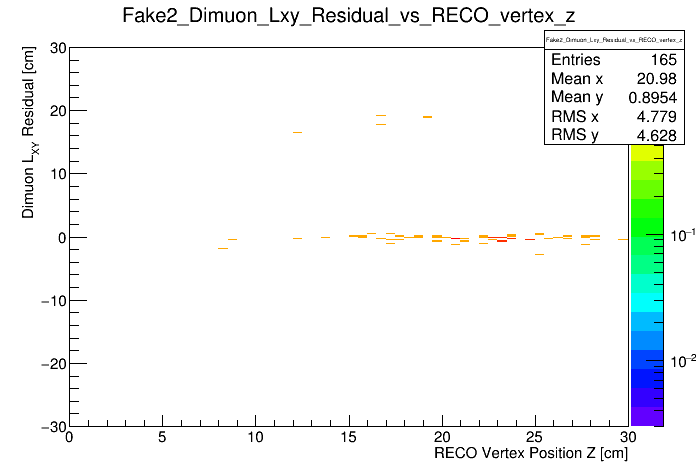 Fake2_Dimuon_Lxy_Residual_vs_RECO_vertex_z
Fake2_Dimuon_Lxy_Residual_vs_RECO_vertex_z
Entries 165
Mean x 20.98
Mean y 0.8954
RMS x 4.779
RMS y 4.628
Dimuon LXY Residual [cm]
30
20
10
0
−10
−20
−30
10−1
10−2
0 5 10 15 20 25 30
RECO Vertex Position Z [cm]